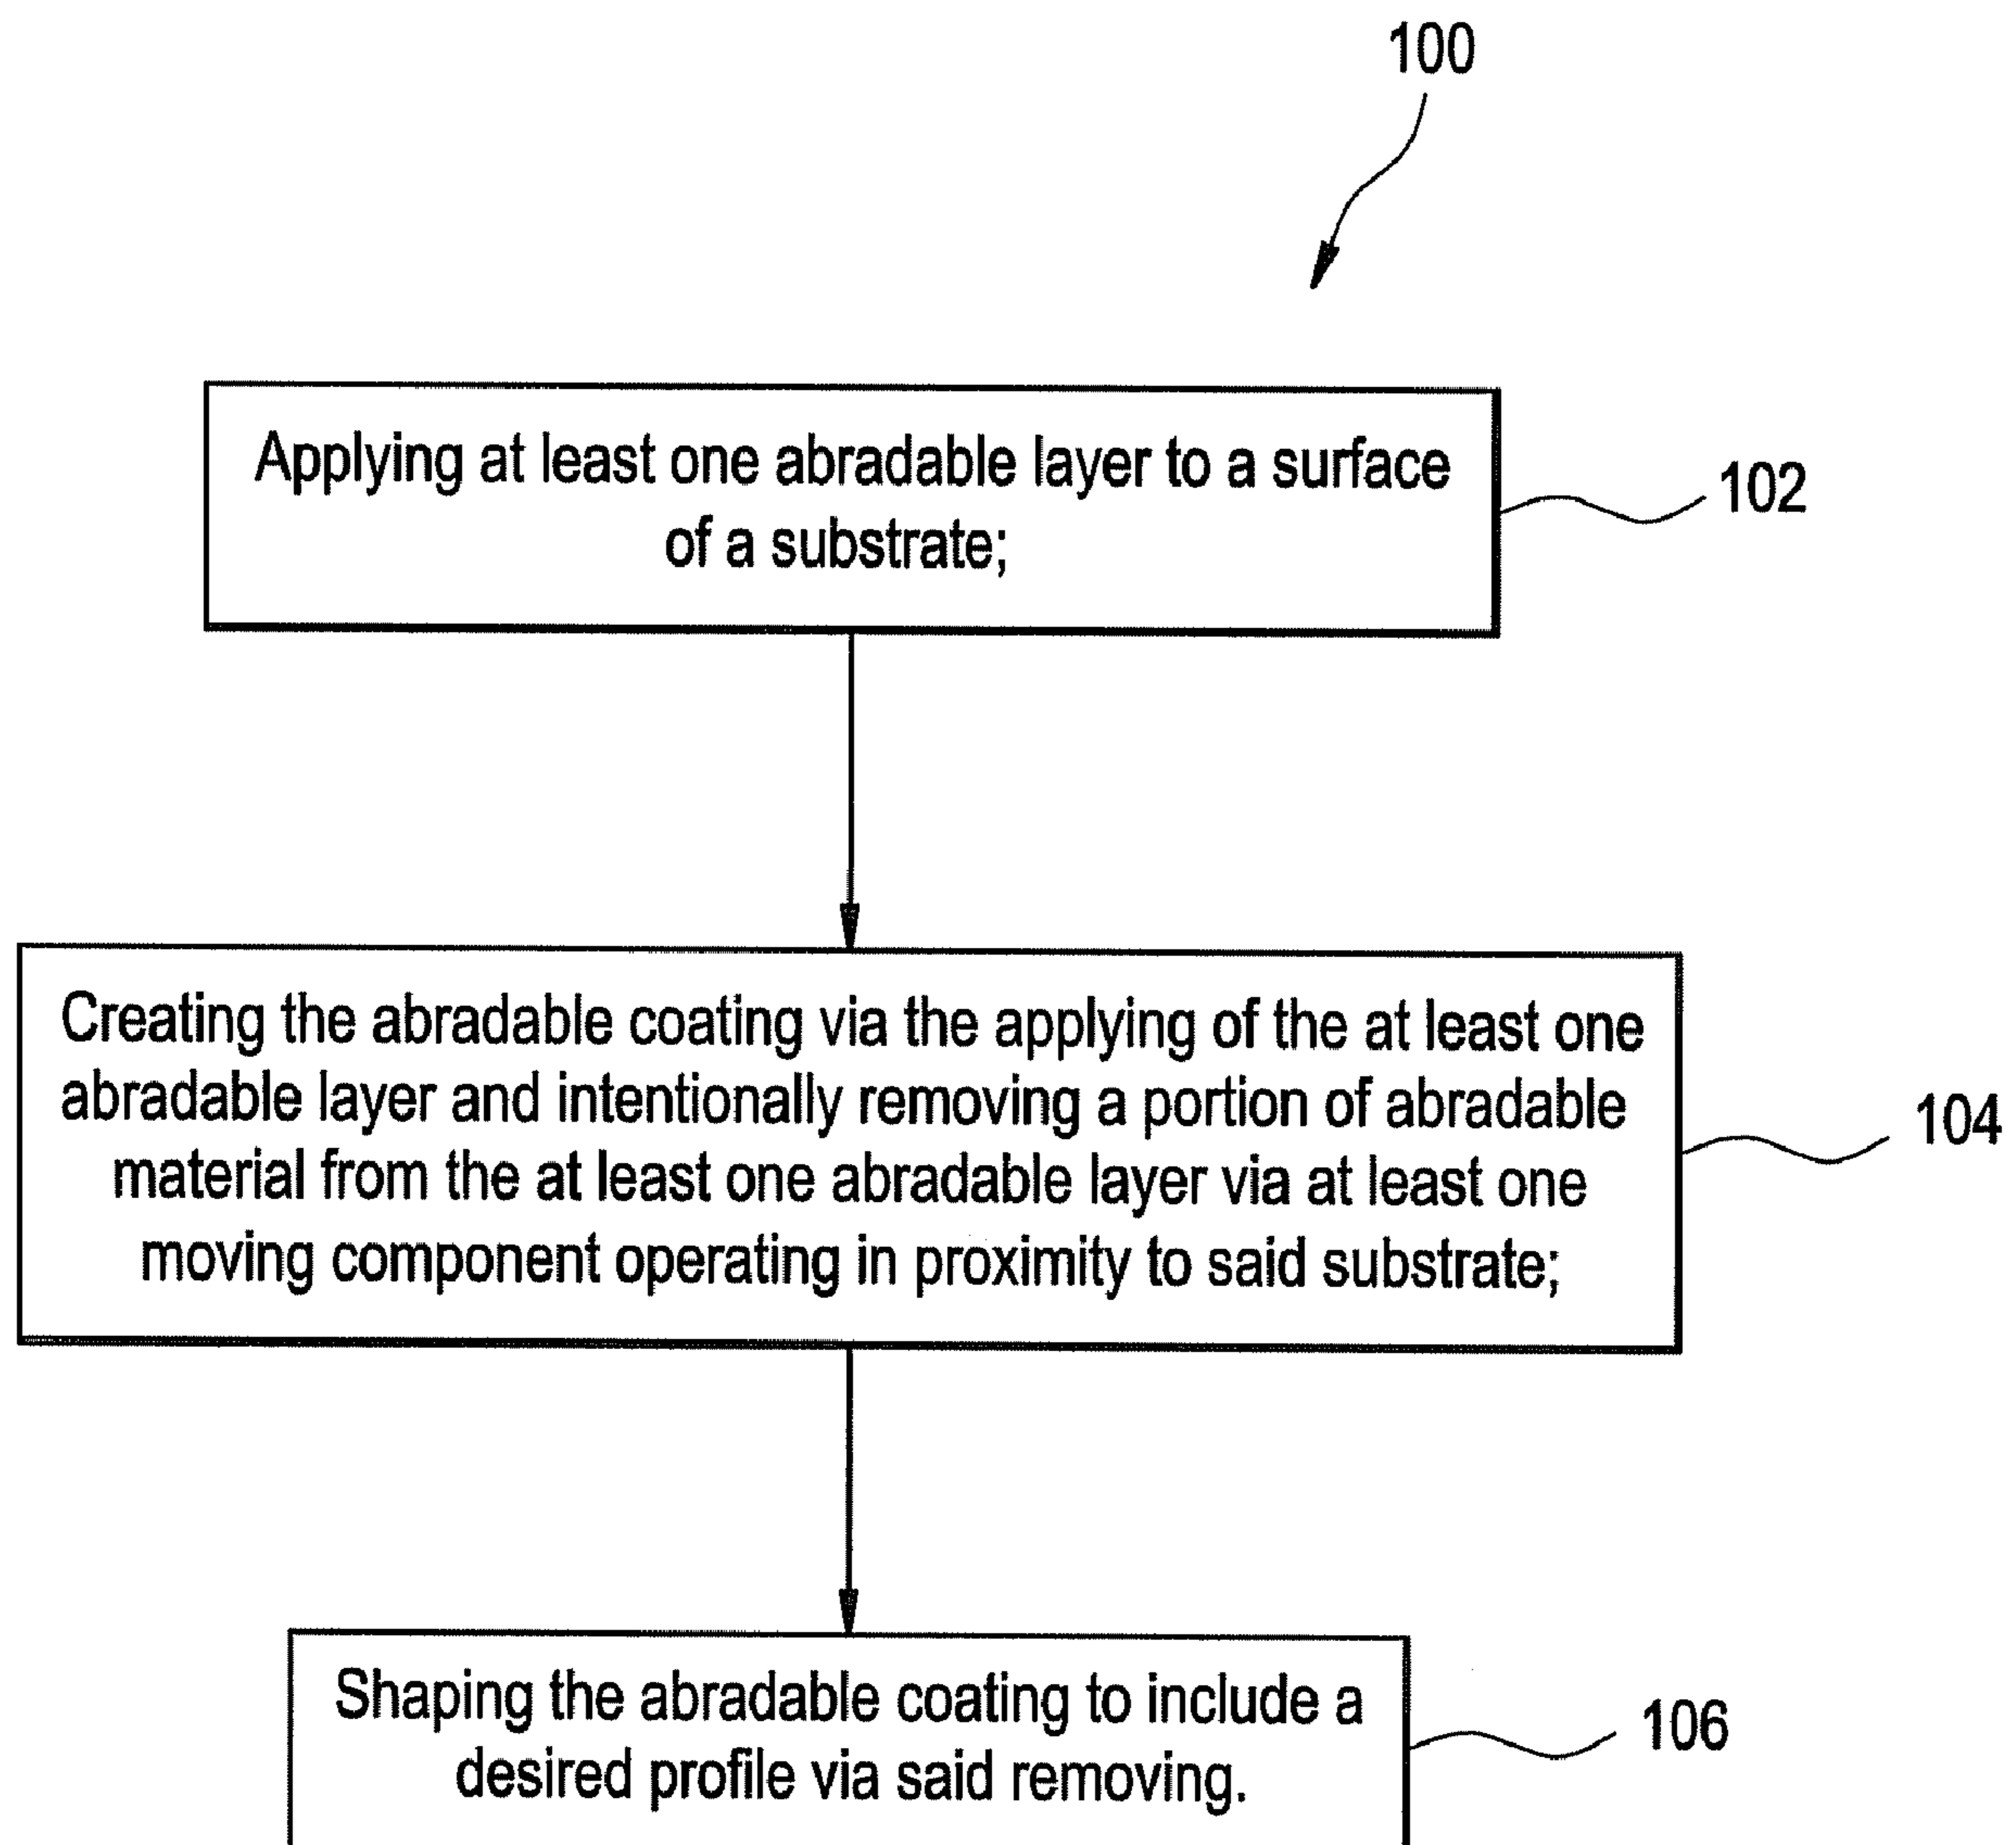 100
Applying at least one abradable layer to a surface
of a substrate;
102
Creating the abradable coating via the applying of the at least one
abradable layer and intentionally removing a portion of abradable
material from the at least one abradable layer via at least one
moving component operating in proximity to said substrate;
104
Shaping the abradable coating to include a
desired profile via said removing.
106